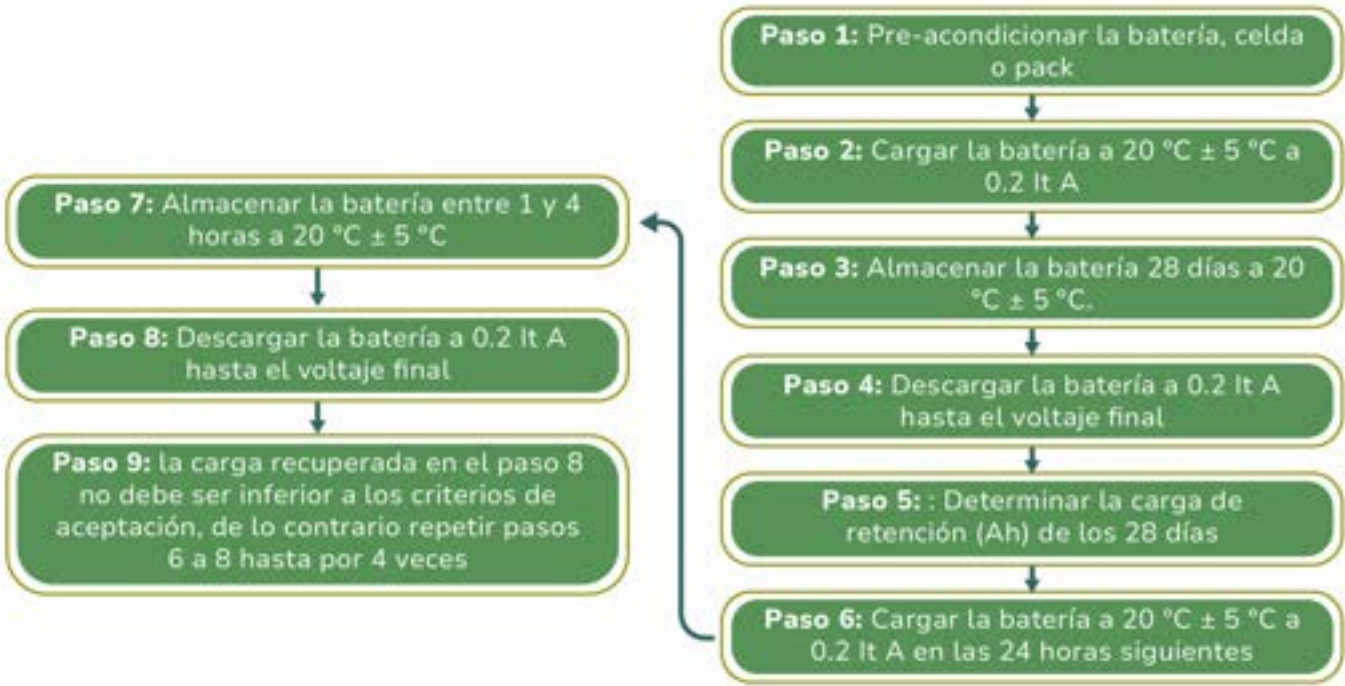 Paso 1: Pre-acondicionar la batería, celda
o pack
Paso 2: Cargar la batería a 20 °C ± 5 °C a
0.2 It A
Paso 3: Almacenar la batería 28 días a 20
°C ± 5 °C.
Paso 4: Descargar la batería a 0.2 It A
hasta el voltaje final
Paso 5: : Determinar la carga de
retención (Ah) de los 28 días
Paso 6: Cargar la batería a 20 °C ± 5 °C a
0.2 It A en las 24 horas siguientes
Paso 7: Almacenar la batería entre 1 y 4
horas a 20 °C ± 5 °C
Paso 8: Descargar la batería a 0.2 It A
hasta el voltaje final
Paso 9: la carga recuperada en el paso 8
no debe ser inferior a los criterios de
aceptación, de lo contrario repetir pasos
6 a 8 hasta por 4 veces